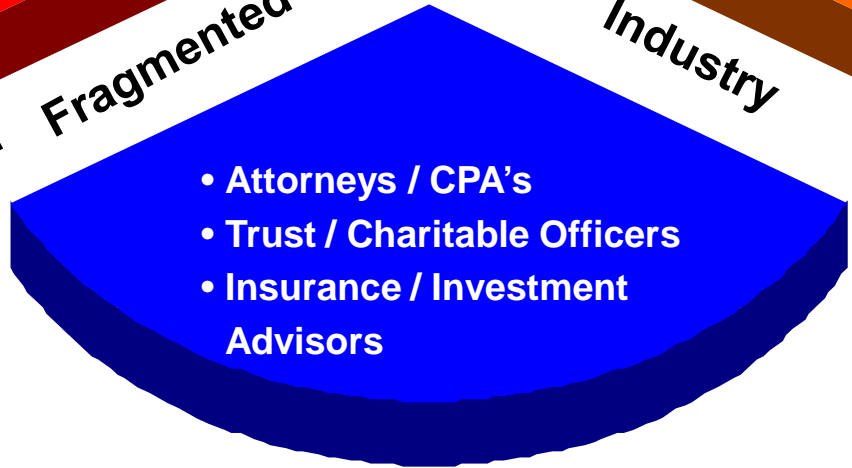 Fragmented
Industry
• Attorneys / CPA’s
• Trust / Charitable Officers
• Insurance / Investment
Advisors